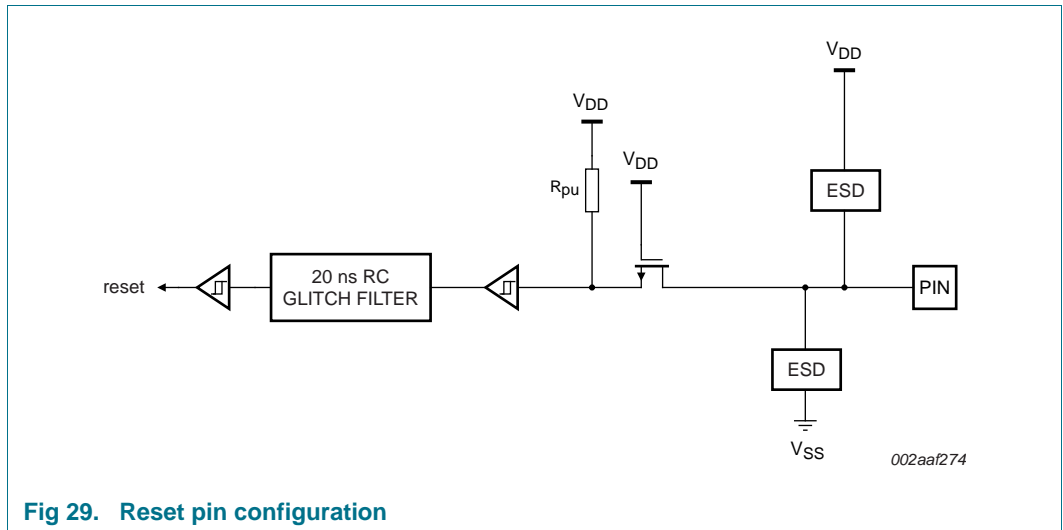 VDD
VDD
VDD
Rpu
ESD
reset
20 ns RC
GLITCH FILTER
PIN
ESD
VSS
002aaf274
Fig 29. Reset pin configuration